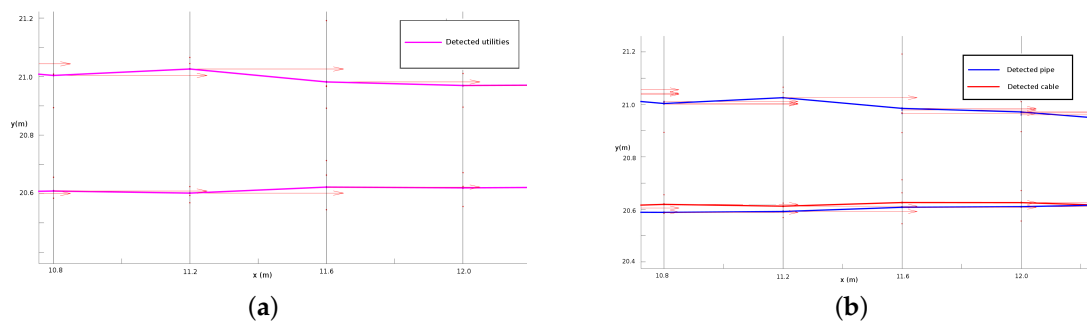 21.2
21.0
20.8
20.6
y(m)
10.8
11.2
11.6
12.0
x (m)
Detected utilities
(a)
21.2
21.0
20.8
20.6
20.4
y(m)
10.8
11.2
11.6
12.0
x (m)
Detected pipe
Detected cable
(b)